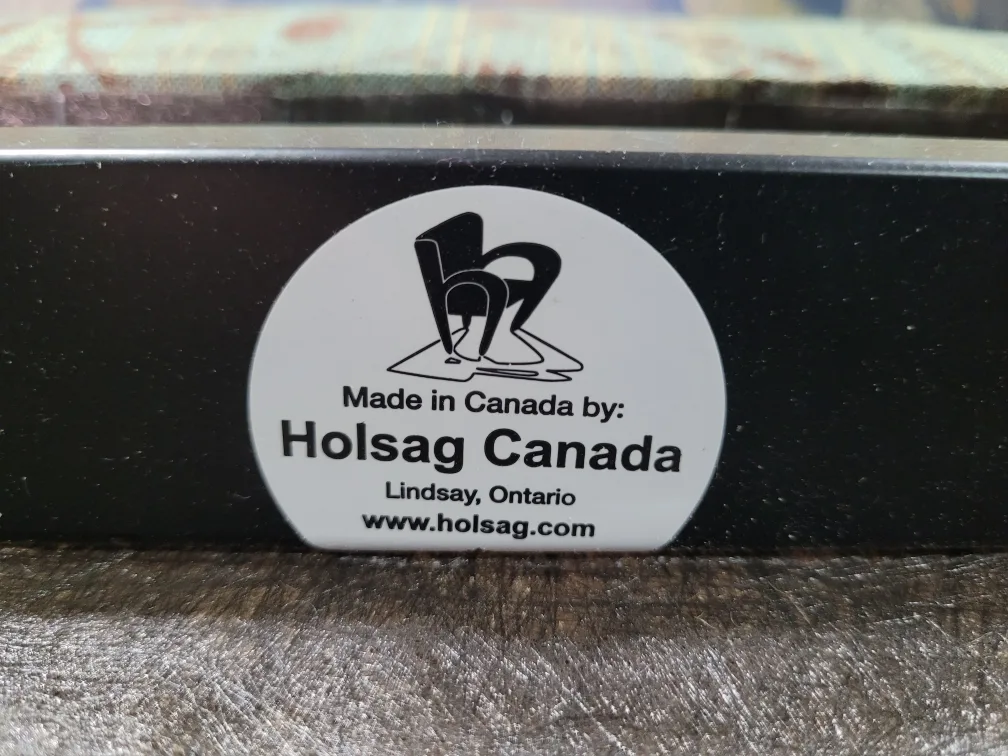 Made in Canada by:
Holsag Canada
Lindsay, Ontario
www.holsag.com